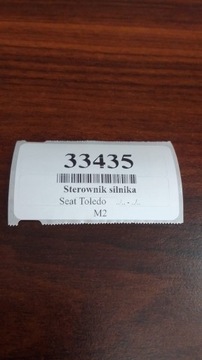 33435
Sterownik silnika
Seat Toledo
M2